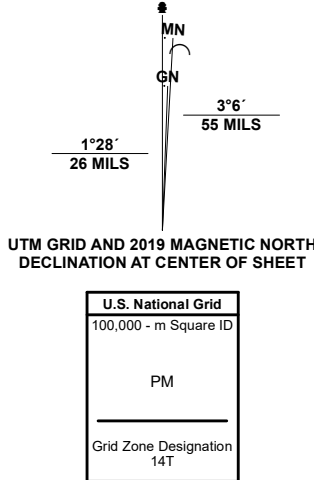 MN
GN
3°6´
55 MILS
1°28´
26 MILS
UTM GRID AND 2019 MAGNETIC NORTH
DECLINATION AT CENTER OF SHEET
U.S. National Grid
100,000 - m Square ID
PM
Grid Zone Designation
14T